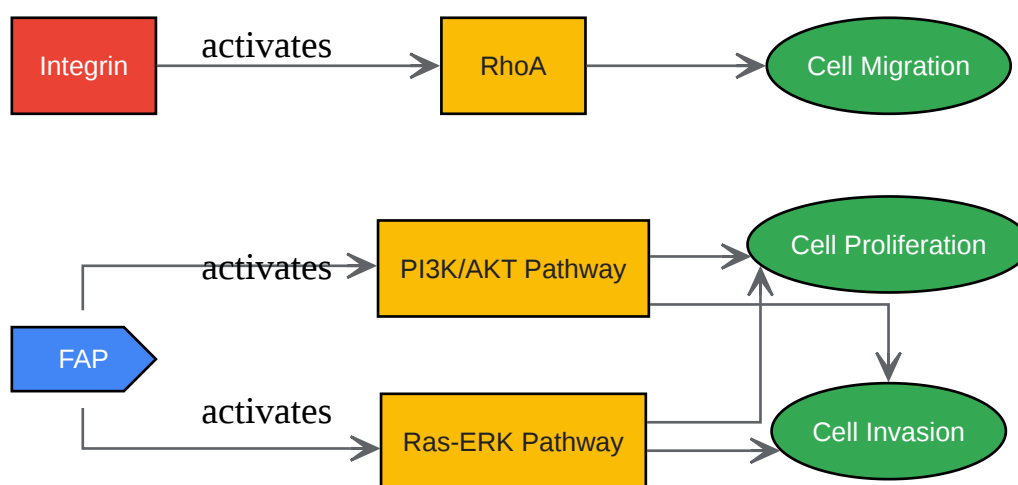 Integrin
activates
RhoA
Cell Migration
activates
PI3K/AKT Pathway
Cell Proliferation
FAP
activates
Ras-ERK Pathway
Cell Invasion